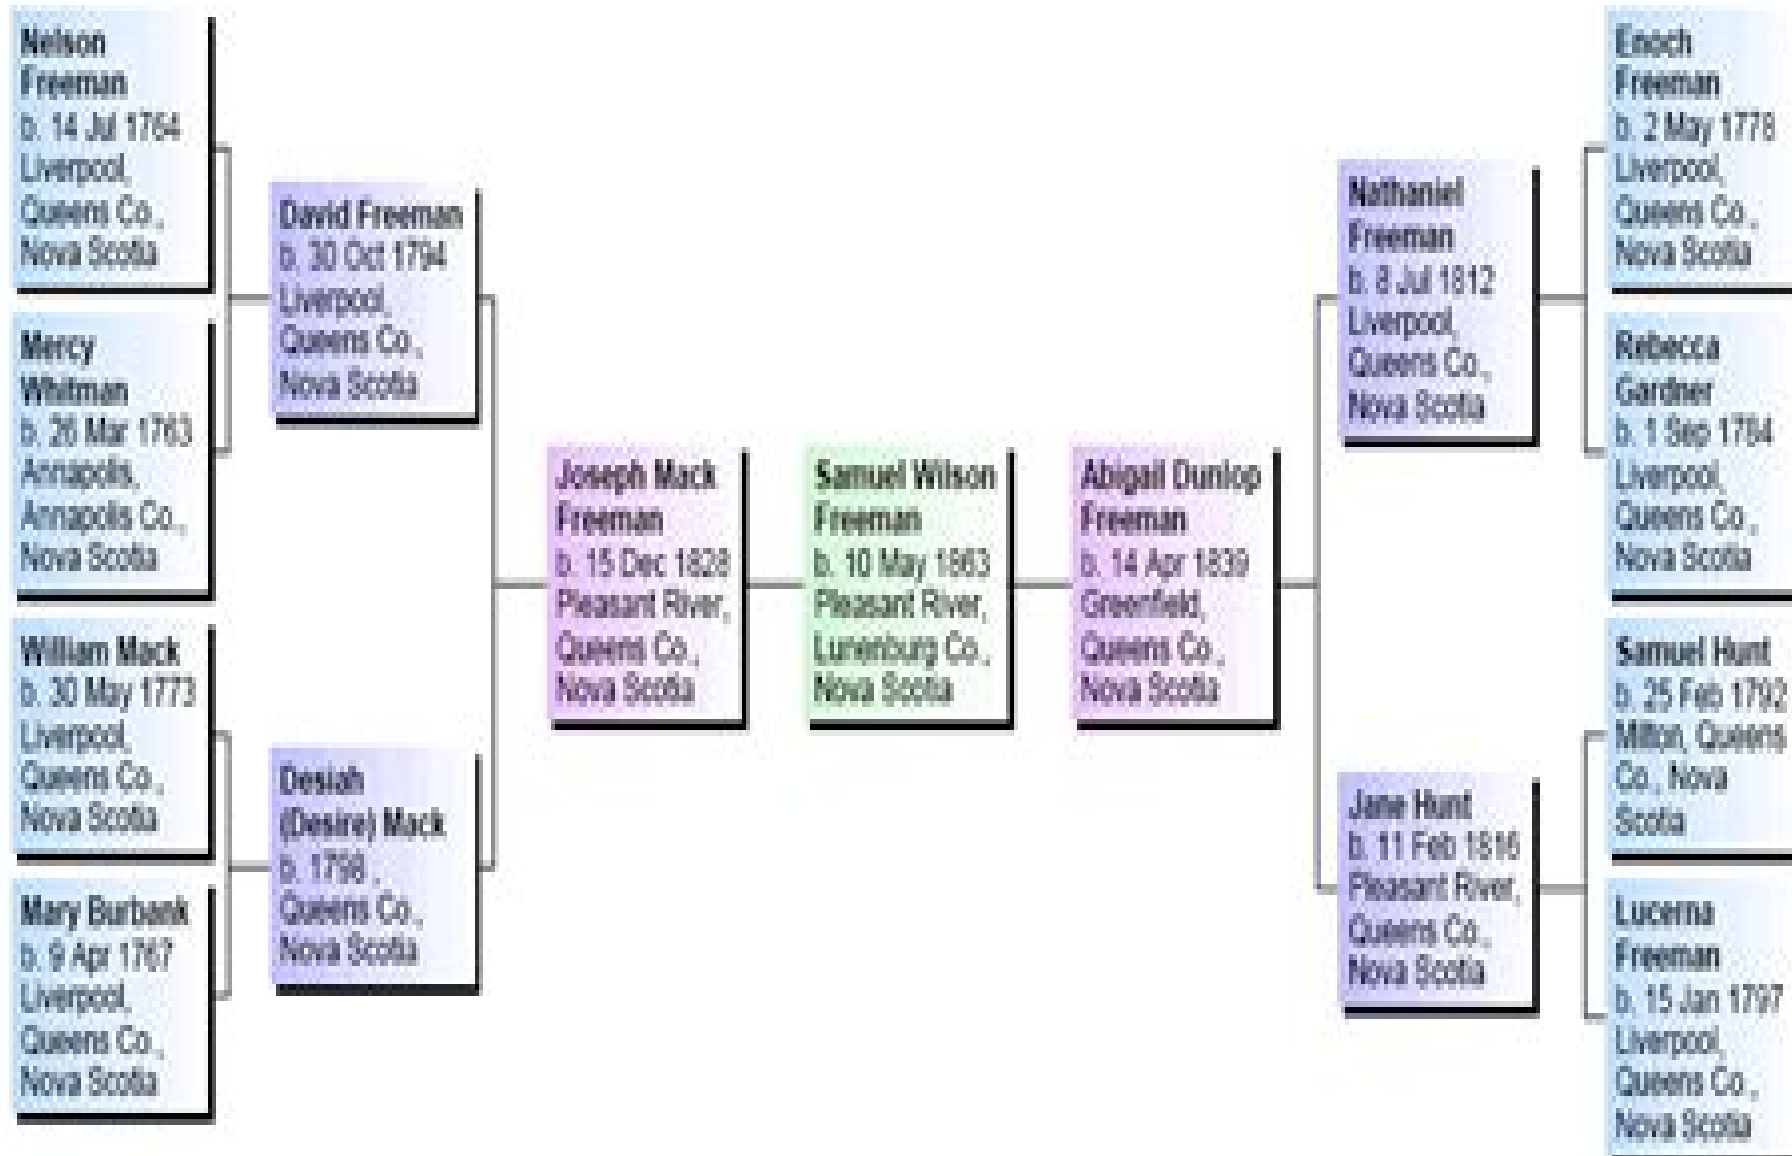 Nelson
Freeman
b. 14 Jul 1764
Liverpool,
Queens Co.,
Nova Scotia
Mercy
Whitman
b. 26 Mar 1763
Annapolis,
Annapolis Co.,
Nova Scotia
William Mack
b. 30 May 1773
Liverpool,
Queens Co.,
Nova Scotia
Mary Burbank
b. 9 Apr 1767
Liverpool,
Queens Co.,
Nova Scotia
David Freeman
b. 30 Oct 1794
Liverpool,
Queens Co.,
Nova Scotia
Desiah
(Desire) Mack
b. 1798 ,
Queens Co.,
Nova Scotia
Joseph Mack
Freeman
b. 15 Dec 1828
Pleasant River,
Queens Co.,
Nova Scotia
Samuel Wilson
Freeman
b. 10 May 1863
Pleasant River,
Lunenburg Co.,
Nova Scotia
Abigail Dunlop
Freeman
b. 14 Apr 1839
Greenfield,
Queens Co.,
Nova Scotia
Nathaniel
Freeman
b. 8 Jul 1812
Liverpool,
Queens Co.,
Nova Scotia
Jane Hunt
b. 11 Feb 1816
Pleasant River,
Queens Co.,
Nova Scotia
Enoch
Freeman
b. 2 May 1778
Liverpool,
Queens Co.,
Nova Scotia
Rebecca
Gardner
b. 1 Sep
Liverpool,
Queens Co.,
Nova Scotia
Samuel Hunt
b. 25 Feb 1792
Milton, Queens
Co., Nova
Scotia
Lucerna
Freeman
b. 15 Jan 1797
Liverpool,
Queens Co.,
Nova Scotia